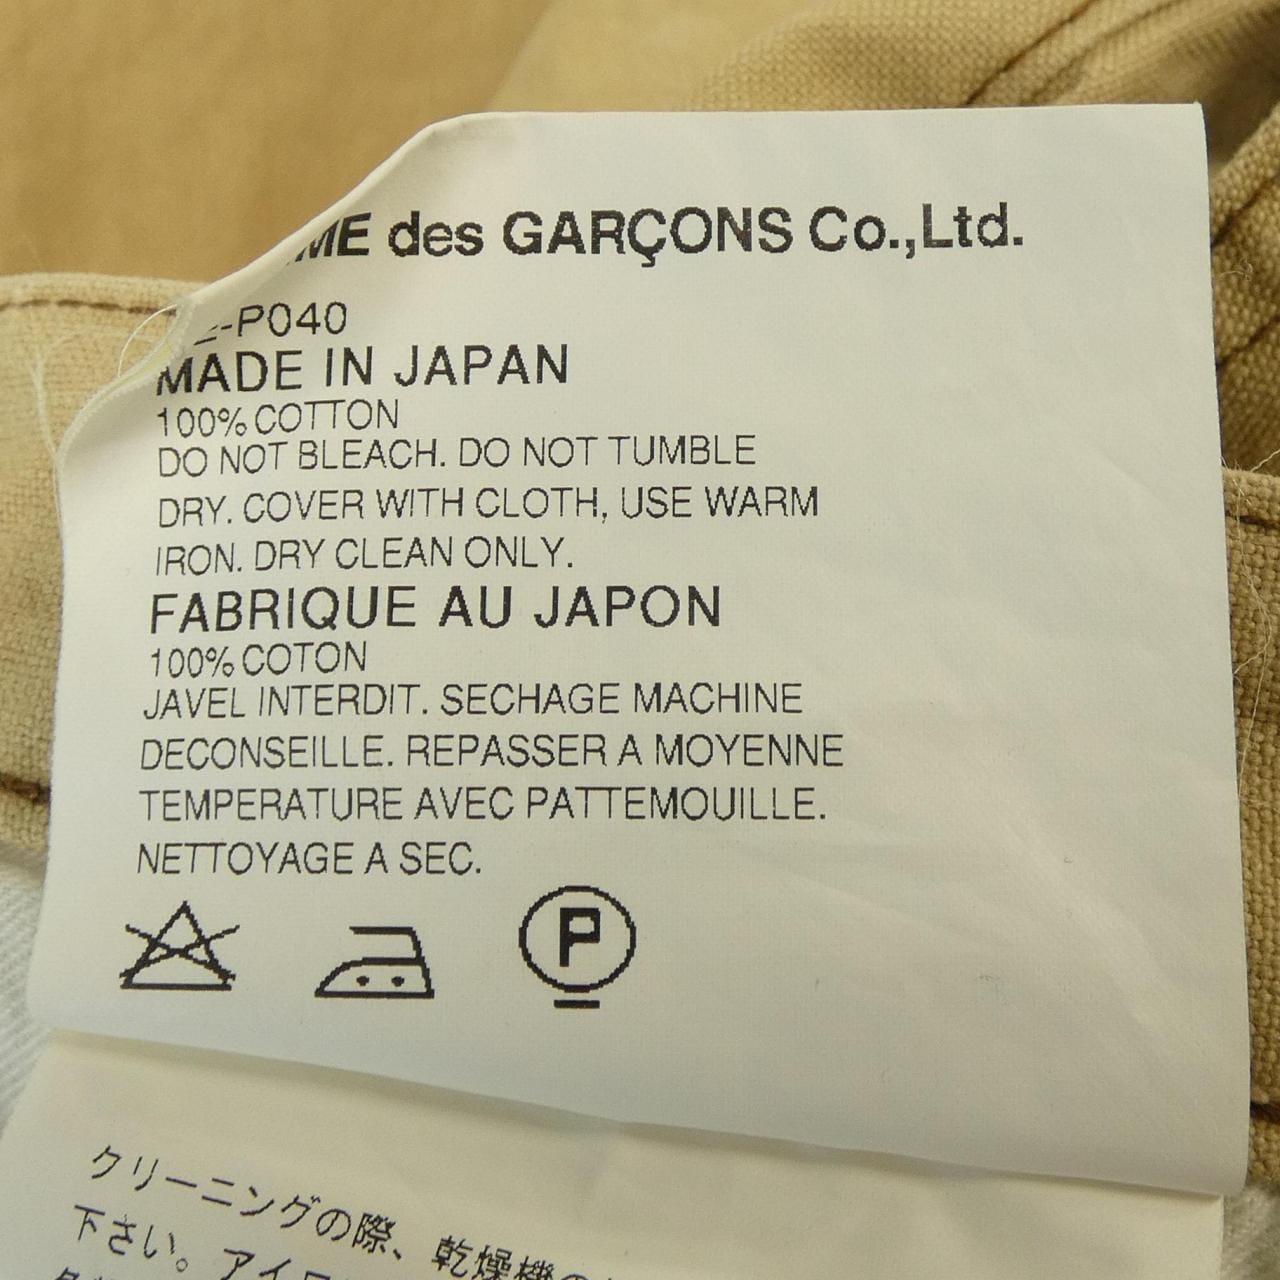 des GARÇONS Co.,Ltd.
-P040
MADE IN JAPAN
100% COTTON
DO NOT BLEACH. DO NOT TUMBLE
DRY. COVER WITH CLOTH, USE WARM
IRON. DRY CLEAN ONLY.
FABRIQUE AU JAPON
100% COTON
JAVEL INTERDIT. SECHAGE MACHINE
DECONSEILLE. REPASSER A MOYENNE
TEMPERATURE AVEC PATTEMOUILLE.
NETTOYAGE A SEC.
P
クリーニングの際、乾燥機の
下さい。アイロ